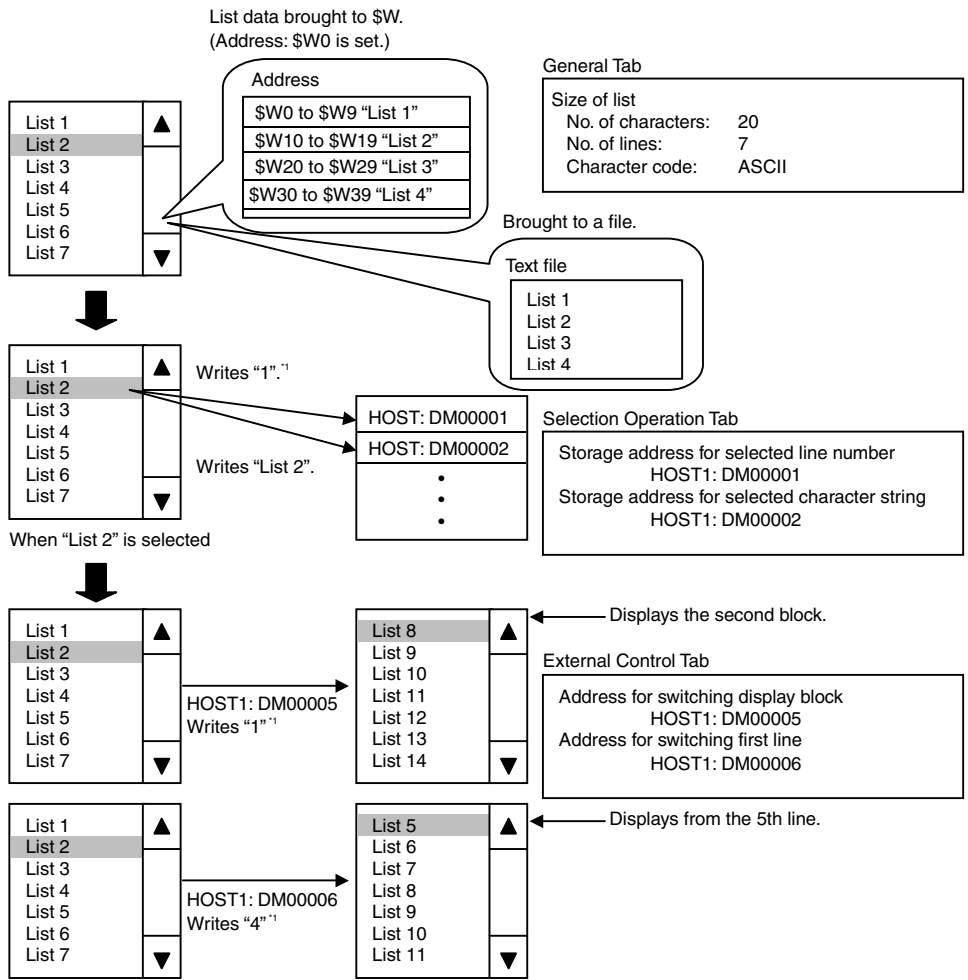 List data brought to $W.
(Address: $W0 is set.)
Address
$W0 to $W9 “List 1”
$W10 to $W19 “List 2”
$W20 to $W29 “List 3”
$W30 to $W39 “List 4”
General Tab
Size of list
No. of characters: 20
No. of lines: 7
Character code: ASCII
List 1
List 2
List 3
List 4
List 5
List 6
List 7
Brought to a file.
Text file
List 1
List 2
List 3
List 4
List 1
List 2
List 3
List 4
List 5
List 6
List 7
When “List 2” is selected
Writes “1”.*1
Writes “List 2”.
HOST: DM00001
HOST: DM00002
Selection Operation Tab
Storage address for selected line number
HOST1: DM00001
Storage address for selected character string
HOST1: DM00002
List 1
List 2
List 3
List 4
List 5
List 6
List 7
HOST1: DM00005
Writes “1”*1
List 8
List 9
List 10
List 11
List 12
List 13
List 14
Displays the second block.
External Control Tab
Address for switching display block
HOST1: DM00005
Address for switching first line
HOST1: DM00006
List 1
List 2
List 3
List 4
List 5
List 6
List 7
HOST1: DM00006
Writes “4”*1
List 5
List 6
List 7
List 8
List 9
List 10
List 11
Displays from the 5th line.